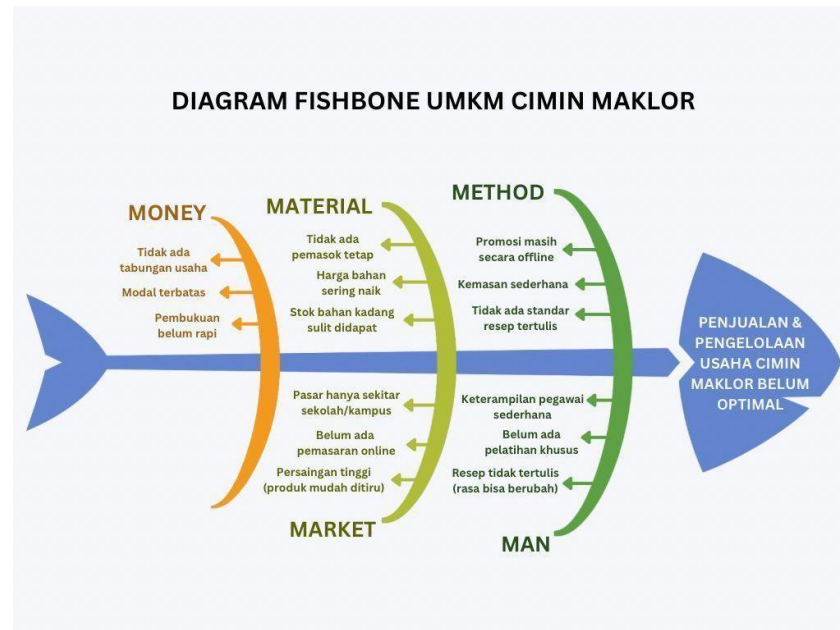 DIAGRAM FISHBONE UMKM CIMIN MAKLOR
MONEY
Tidak ada
tabungan usaha
Modal terbatas
Pembukuan
belum rapi
MATERIAL
Tidak ada
pemasok tetap
Harga bahan
sering naik
Stok bahan kadang
sulit didapat
METHOD
Promosi masih
secara offline
Kemasan sederhana
Tidak ada standar
resep tertulis
Pasar hanya sekitar
sekolah/kampus
Belum ada
pemasaran online
Persaingan tinggi
(produk mudah ditiru)
MARKET
Keterampilan pegawai
sederhana
Belum ada
pelatihan khusus
Resep tidak tertulis
(rasa bisa berubah)
MAN
PENJUALAN &
PENGELOLAAN
USAHA CIMIN
MAKLOR BELUM
OPTIMAL